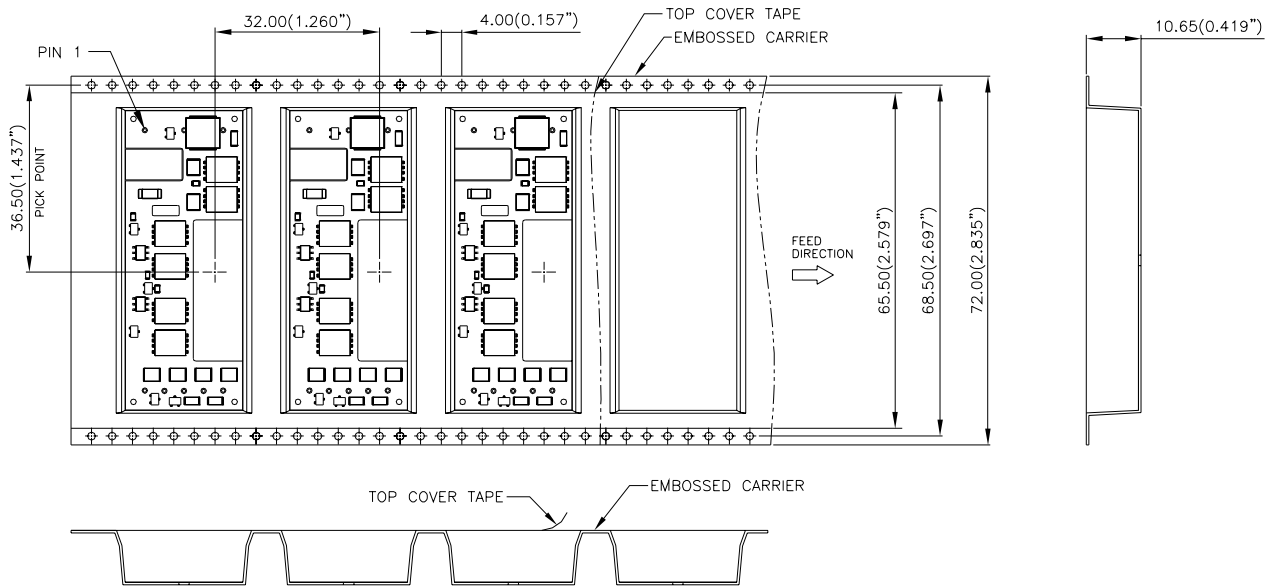 32.00(1.260”)
4.00(0.157”)
TOP COVER TAPE
EMBOSSED CARRIER
10.65(0.419”)
PIN 1
36.50(1.437”)
PICK POINT
FEED
DIRECTION
65.50(2.579”)
68.50(2.697”)
72.00(2.835”)
TOP COVER TAPE
EMBOSSED CARRIER